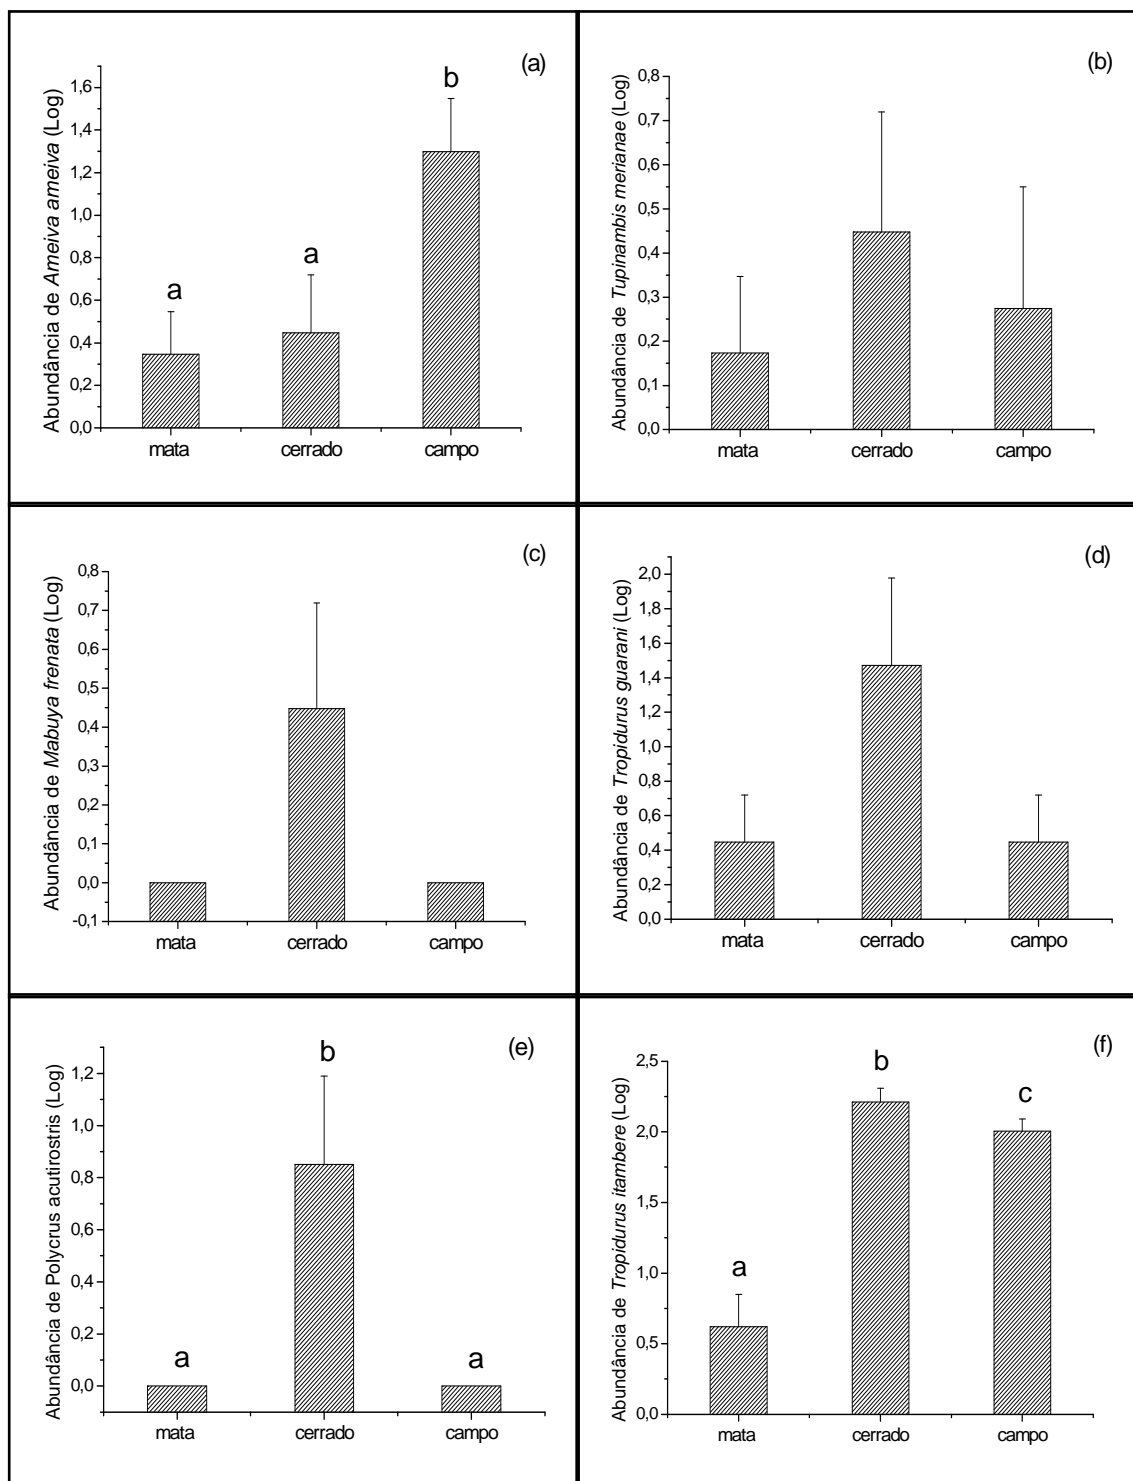 (a)
Abundância de Ameiva ameiva (Log)
1,6
1,4
1,2
1,0
0,8
0,6
0,4
0,2
0,0
a
a
b
mata cerrado campo
(b)
Abundância de Tupinambis merianae (Log)
0,8
0,7
0,6
0,5
0,4
0,3
0,2
0,1
0,0
mata cerrado campo
(c)
Abundância de Mabuya frenata (Log)
0,8
0,7
0,6
0,5
0,4
0,3
0,2
0,1
0,0
-0,1
mata cerrado campo
(d)
Abundância de Tropidurus guarani (Log)
2,0
1,8
1,6
1,4
1,2
1,0
0,8
0,6
0,4
0,2
0,0
mata cerrado campo
(e)
Abundância de Polycrus acutirostris (Log)
1,2
1,0
0,8
0,6
0,4
0,2
0,0
a
b
a
mata cerrado campo
(f)
Abundância de Tropidurus itambere (Log)
2,5
2,0
1,5
1,0
0,5
0,0
a
b
c
mata cerrado campo